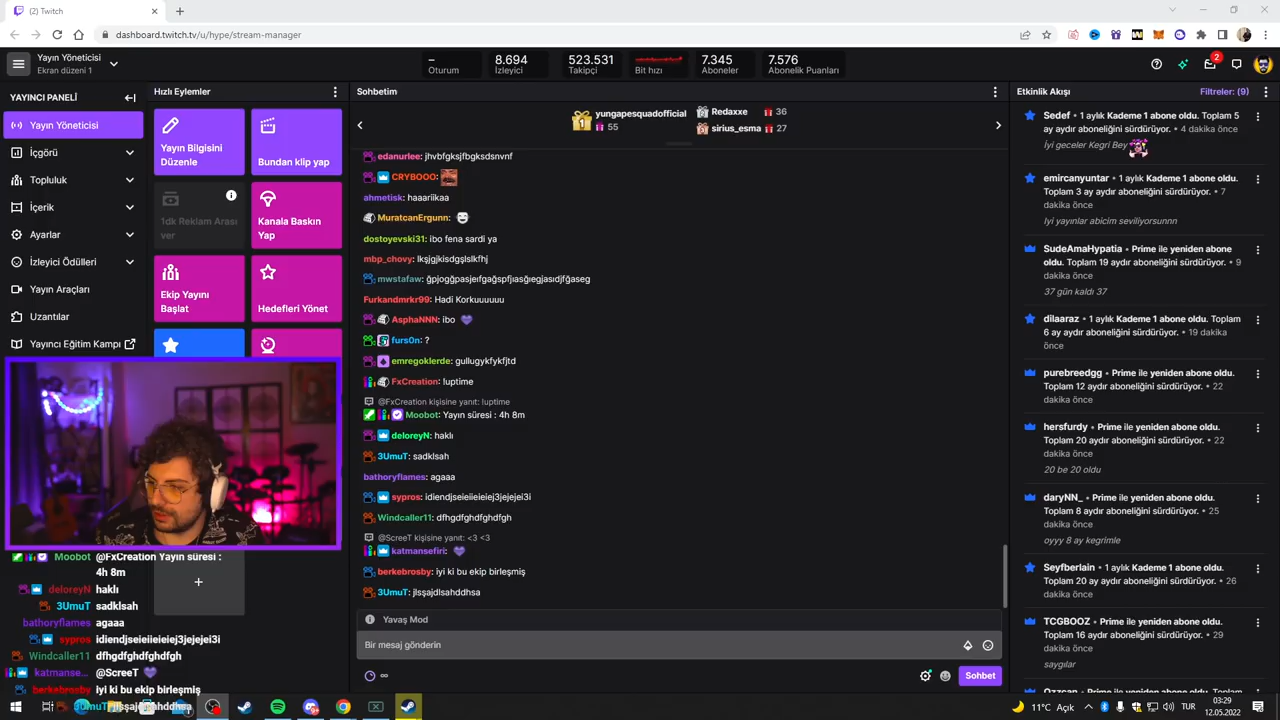 (2) Twitch
dashboard.twitch.tv/u/hype/stream-manager
Yayın Yöneticisi
Ekran düzeni 1
–
Oturum
8.694
İzleyici
523.531
Takipçi
Bit hızı
7.345
Aboneler
7.576
Abonelik Puanları
2
YAYINCI PANELİ
Yayın Yöneticisi
İçgörü
Topluluk
İçerik
Ayarlar
İzleyici Ödülleri
Yayın Araçları
Uzantılar
Yayıncı Eğitim Kampı
Hızlı Eylemler
Yayın Bilgisini
Düzenle
Bundan klip yap
1dk Reklam Arası
ver
Kanala Baskın
Yap
Ekip Yayını
Başlat
Hedefleri Yönet
+
Sohbetim
1
yungapesquadofficial
55
Redaxxe 36
sirius_esma 27
edanurlee: jhvbfgksjfbgksdsnvnf
CRYBOOO:
ahmetisk: haaariikaa
MuratcanErgunn:
dostoyevski31: ibo fena sardi ya
mbp_chovy: lksjgjkisdgslslkfhj
mwstafaw: ğpjogğpasjeıfgağspfjıasğıegjasıdjfğaseg
Furkandmrkr99: Hadi Korkuuuuuu
AsphaNNN: ibo
furs0n: ?
emregoklerde: gullugykfykfjtd
FxCreation: !uptime
@FxCreation kişisine yanıt: !uptime
Moobot: Yayın süresi : 4h 8m
deloreyN: haklı
3UmuT: sadklsah
bathoryflames: agaaa
sypros: idiendjseieiieieiej3jejejei3i
Windcaller11: dfhgdfghdfghdfgh
@ScreeT kişisine yanıt: <3 <3
katmansefiri:
berkebrosby: iyi ki bu ekip birleşmiş
3UmuT: jlsşajdlsahddhsa
Yavaş Mod
Bir mesaj gönderin
∞
Sohbet
Etkinlik Akışı
Filtreler: (9)
Sedef • 1 aylık Kademe 1 abone oldu. Toplam 5
ay aydır aboneliğini sürdürüyor. • 4 dakika önce
İyi geceler Kegri Bey
emircanyuntar • 1 aylık Kademe 1 abone oldu.
Toplam 3 ay aydır aboneliğini sürdürüyor. • 7
dakika önce
Iyi yayınlar abicim seviliyorsunnn
SudeAmaHypatia • Prime ile yeniden abone
oldu. Toplam 19 aydır aboneliğini sürdürüyor. • 9
dakika önce
37 gün kaldı 37
dilaaraz • 1 aylık Kademe 1 abone oldu. Toplam
6 ay aydır aboneliğini sürdürüyor. • 19 dakika
önce
purebreedgg • Prime ile yeniden abone oldu.
Toplam 12 aydır aboneliğini sürdürüyor. • 22
dakika önce
hersfurdy • Prime ile yeniden abone oldu.
Toplam 20 aydır aboneliğini sürdürüyor. • 22
dakika önce
20 be 20 oldu
daryNN_ • Prime ile yeniden abone oldu.
Toplam 8 aydır aboneliğini sürdürüyor. • 25
dakika önce
oyyy 8 ay kegrimle
Seyfberlain • 1 aylık Kademe 1 abone oldu.
Toplam 20 ay aydır aboneliğini sürdürüyor. • 26
dakika önce
TCGBOOZ • Prime ile yeniden abone oldu.
Toplam 16 aydır aboneliğini sürdürüyor. • 29
dakika önce
saygılar
Ozzcan • Prime ile yeniden abone oldu.
Moobot @FxCreation Yayın süresi :
4h 8m
deloreyN haklı
3UmuT sadklsah
bathoryflames agaaa
sypros idiendjseieiieieiej3jejejei3i
Windcaller11 dfhgdfghdfghdfgh
katmanse... @ScreeT
berkebrosby iyi ki bu ekip birleşmiş
3UmuT jlsşajdlsahddhsa
11°C Açık
TUR
03:29
12.05.2022